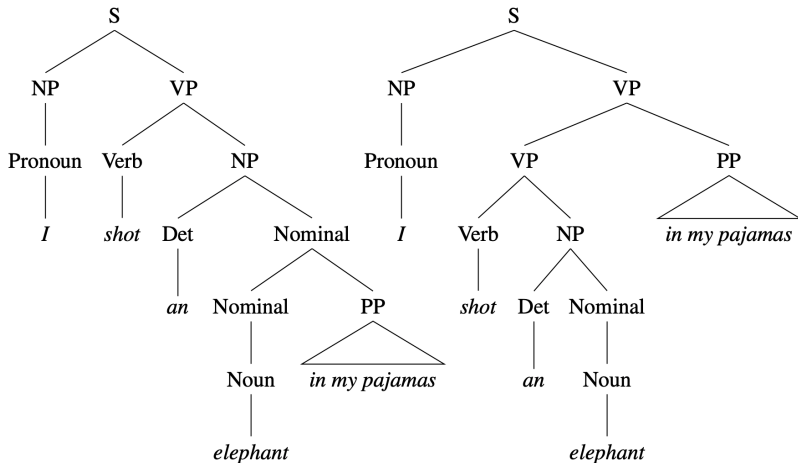 S S
NP VP NP VP
Pronoun Verb NP Pronoun VP PP
I shot Det Nominal I Verb NP in my pajamas
an Nominal PP shot Det Nominal
Noun in my pajamas an Noun
elephant elephant